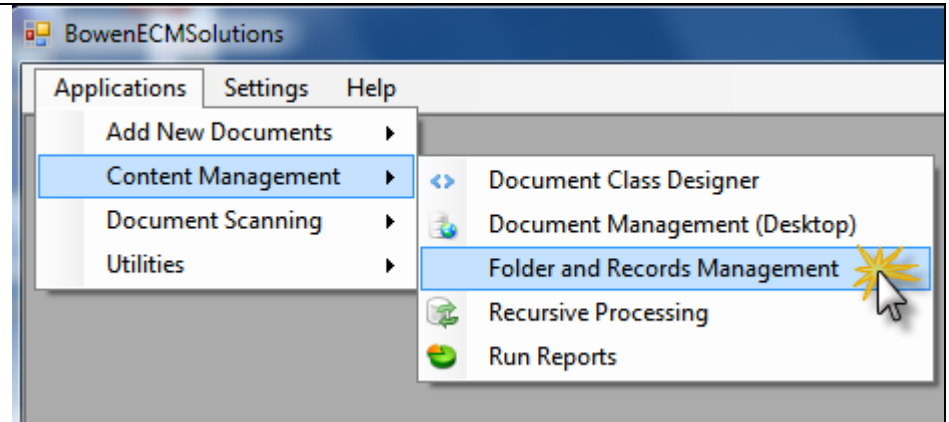 BowenECMSolutions
Applications Settings Help
Add New Documents
Content Management
Document Scanning
Utilities
Document Class Designer
Document Management (Desktop)
Folder and Records Management
Recursive Processing
Run Reports